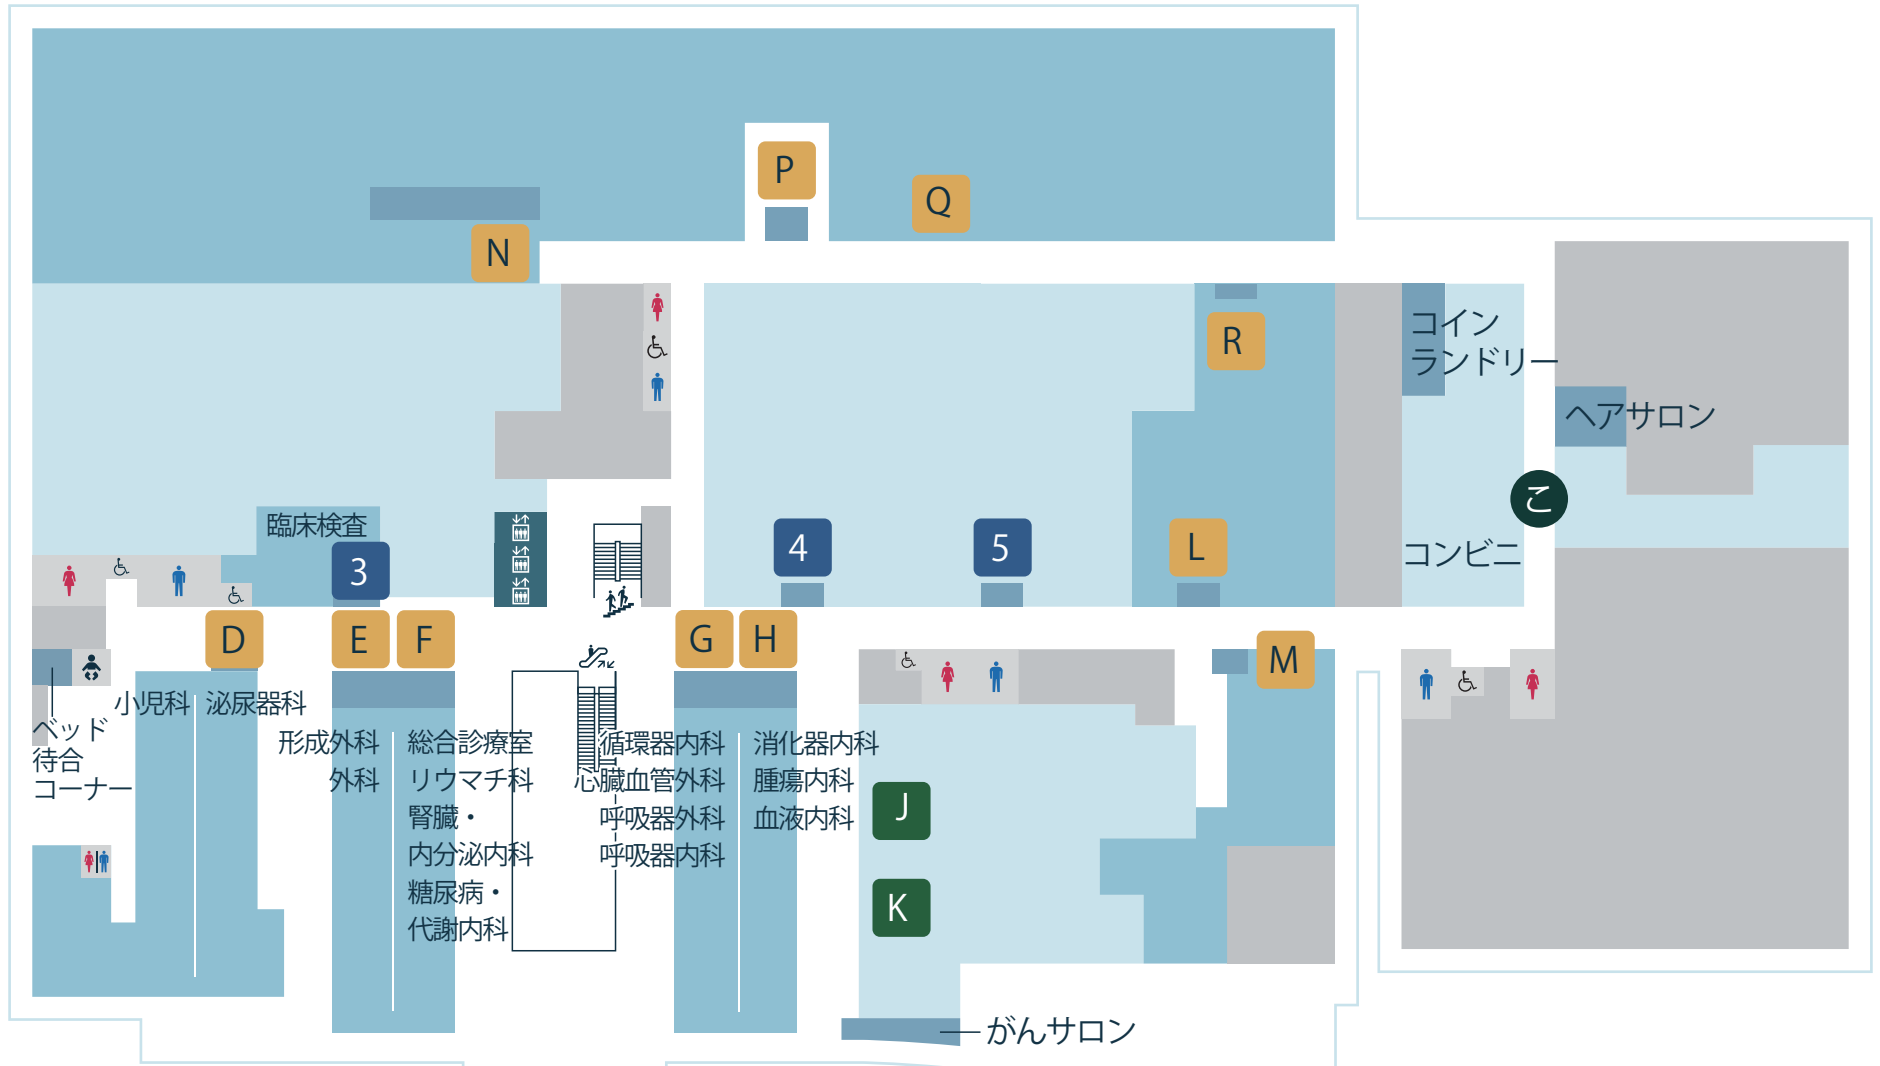 P
Q
N
R
コイン
ランドリー
ヘアサロン
こ
臨床検査
3
4
5
L
コンビニ
D
E
F
G
H
M
小児科
泌尿器科
ベッド
待合
コーナー
形成外科
外科
総合診療室
リウマチ科
腎臓・
内分泌内科
糖尿病・
代謝内科
循環器内科
心臓血管外科
呼吸器外科
呼吸器内科
消化器内科
腫瘍内科
血液内科
J
K
がんサロン